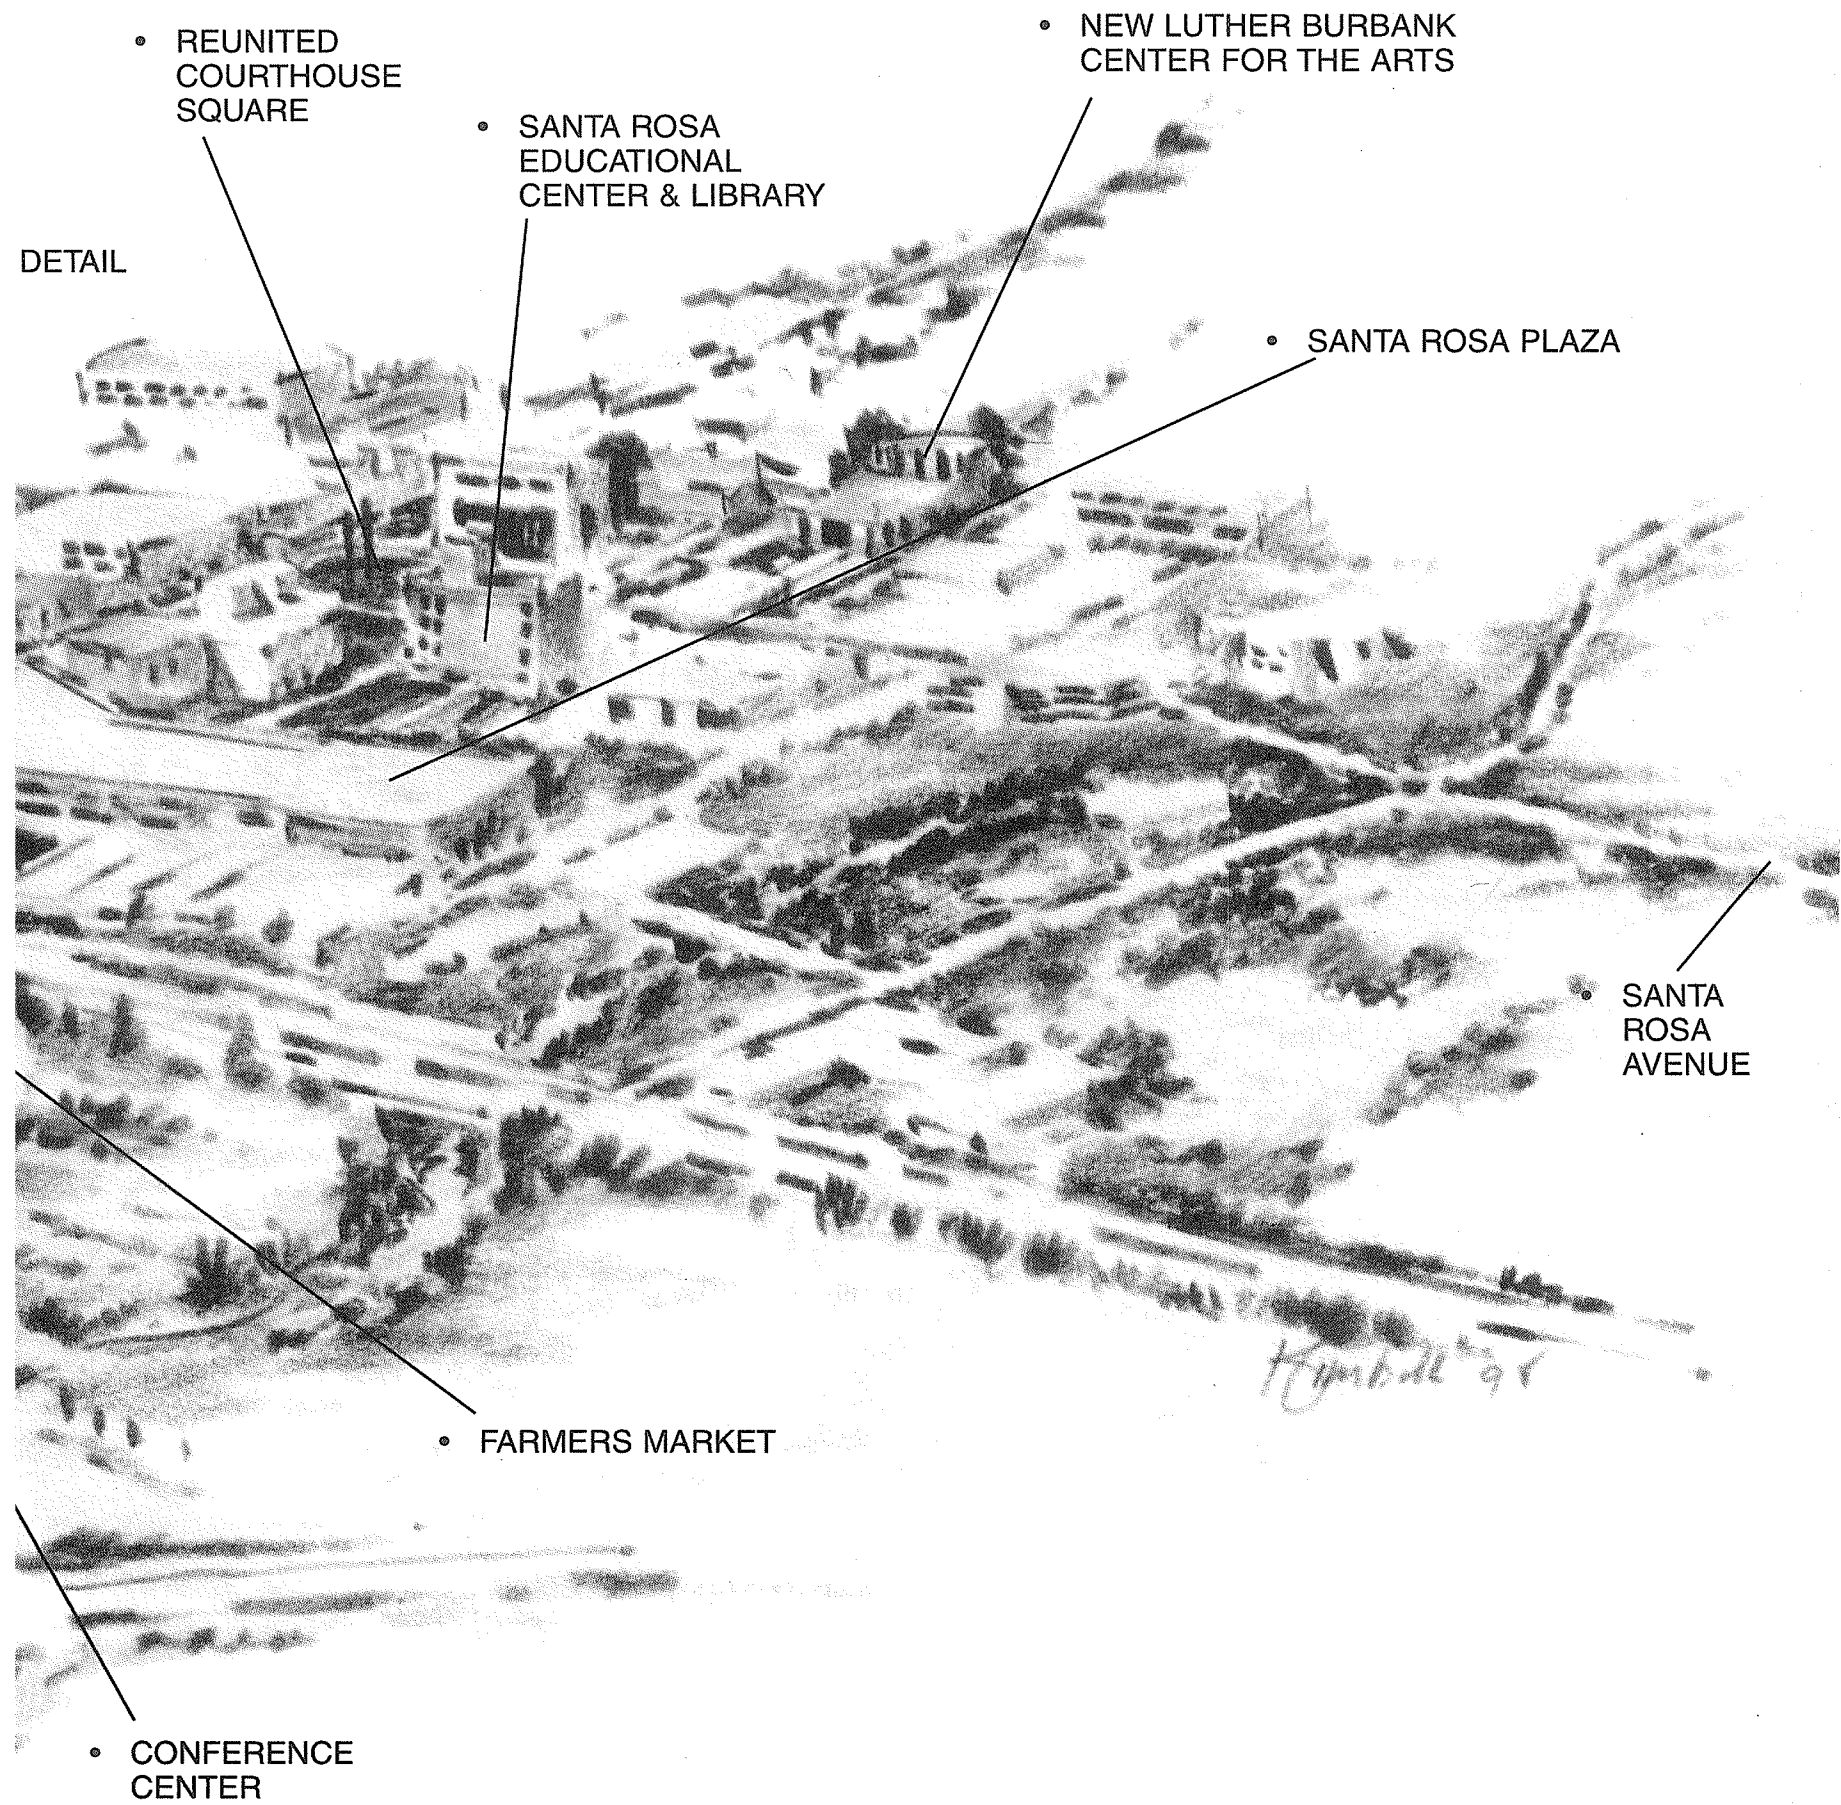 • REUNITED
COURTHOUSE
SQUARE
• NEW LUTHER BURBANK
CENTER FOR THE ARTS
• SANTA ROSA
EDUCATIONAL
CENTER & LIBRARY
DETAIL
• SANTA ROSA PLAZA
• SANTA
ROSA
AVENUE
• FARMERS MARKET
• CONFERENCE
CENTER